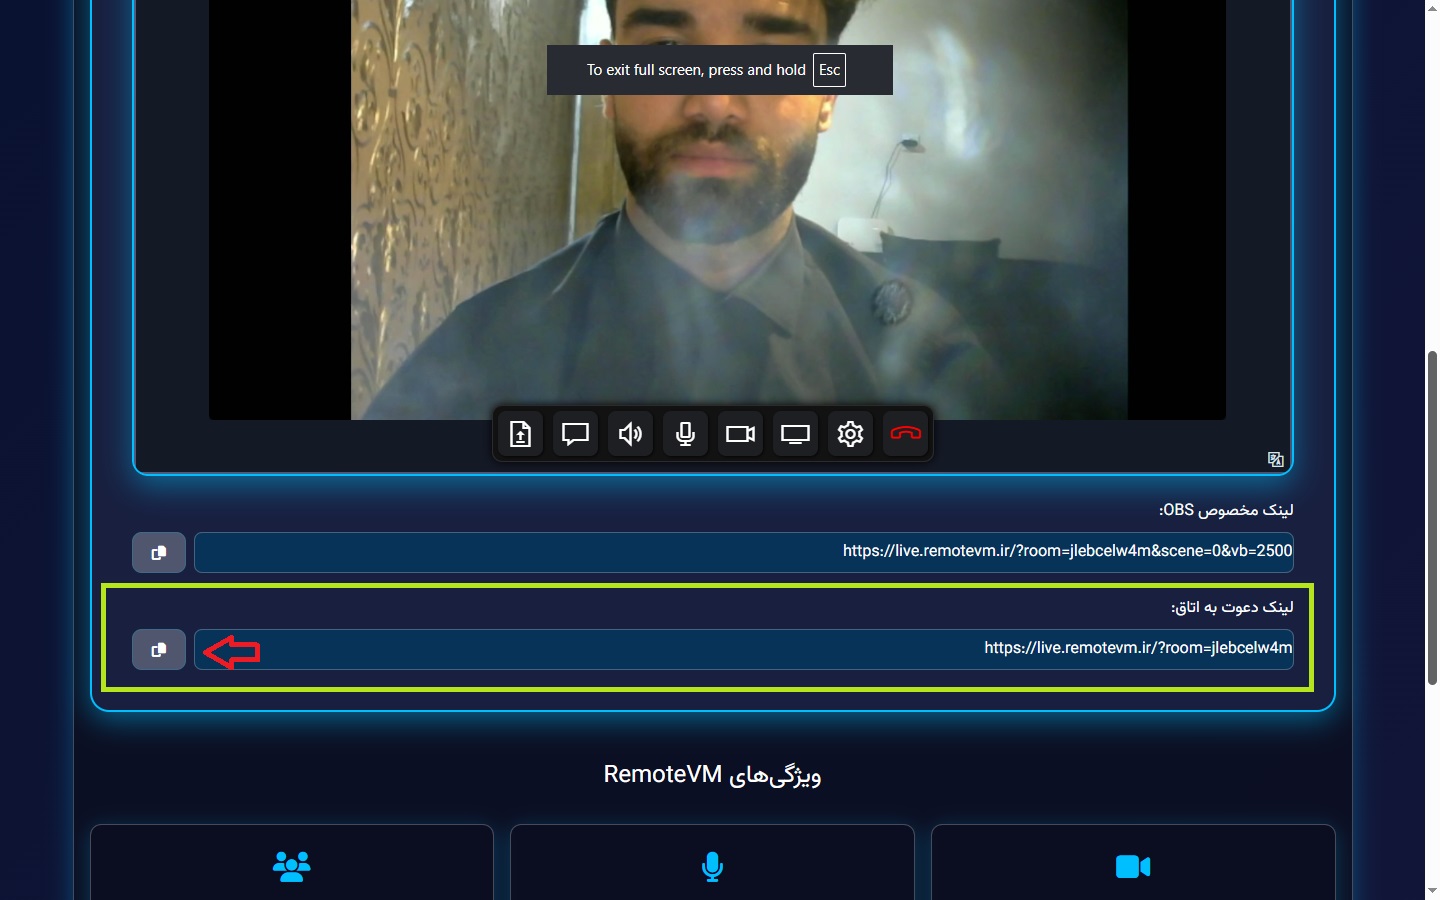 To exit full screen, press and hold Esc
لینک مخصوص OBS:
https://live.remotevm.ir/?room=jlebcelw4m&scene=0&vb=2500
لینک دعوت به اتاق:
https://live.remotevm.ir/?room=jlebcelw4m
ویژگی‌های RemoteVM